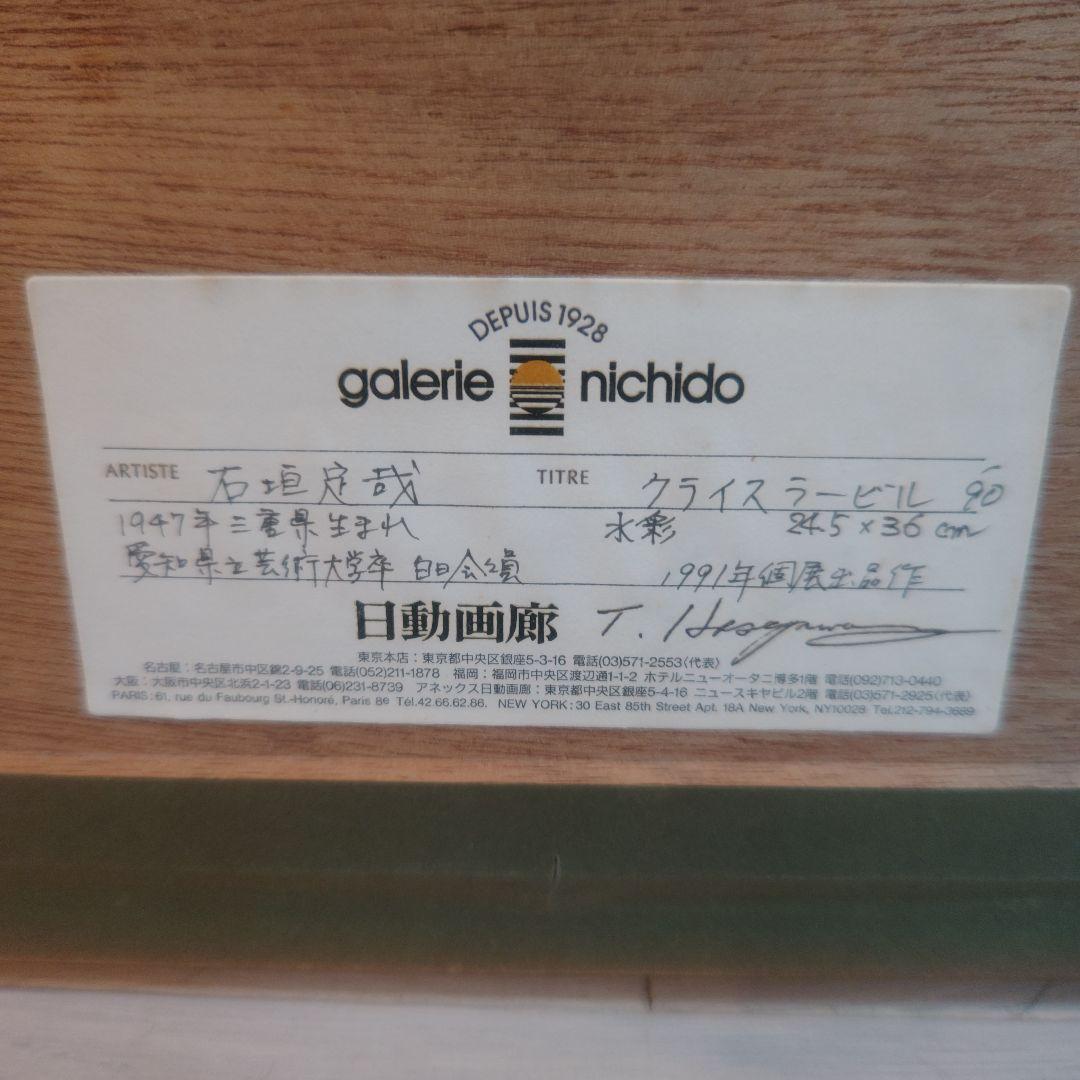 DEPUIS 1928
galerie nichido
ARTISTE 石垣定哉 TITRE クライスラービル '90
1947年三重県生まれ 水彩 24.5×36cm
愛知県立芸術大学卒 白日会会員 1991年個展出品作
日動画廊 T. Hasegawa
東京本店:東京都中央区銀座5-3-16 電話(03)571-2553(代表)
名古屋:名古屋市中区錦2-9-25 電話(052)211-1878 福岡:福岡市中央区渡辺通1-1-2 ホテルニューオータニ博多1階 電話(092)713-0440
大阪:大阪市中央区北浜2-1-23 電話(06)231-8739 アネックス日動画廊:東京都中央区銀座5-4-16 ニュースキヤビル2階 電話(03)571-2925(代表)
PARIS:61, rue du Faubourg St.-Honoré, Paris 8e Tél.42.66.62.86. NEW YORK:30 East 85th Street Apt. 18A New York, NY10028 Tel.212-794-3689